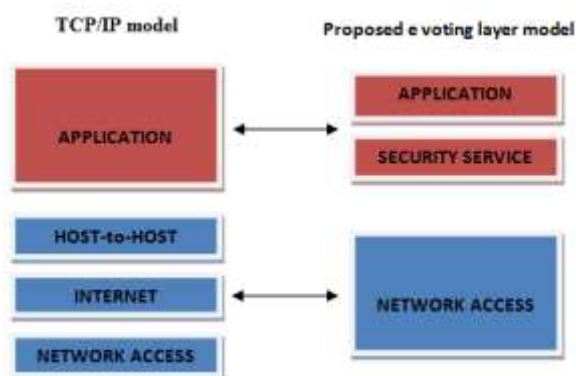 TCP/IP model
Proposed e voting layer model
APPLICATION
APPLICATION
SECURITY SERVICE
HOST-to-HOST
INTERNET
NETWORK ACCESS
NETWORK ACCESS